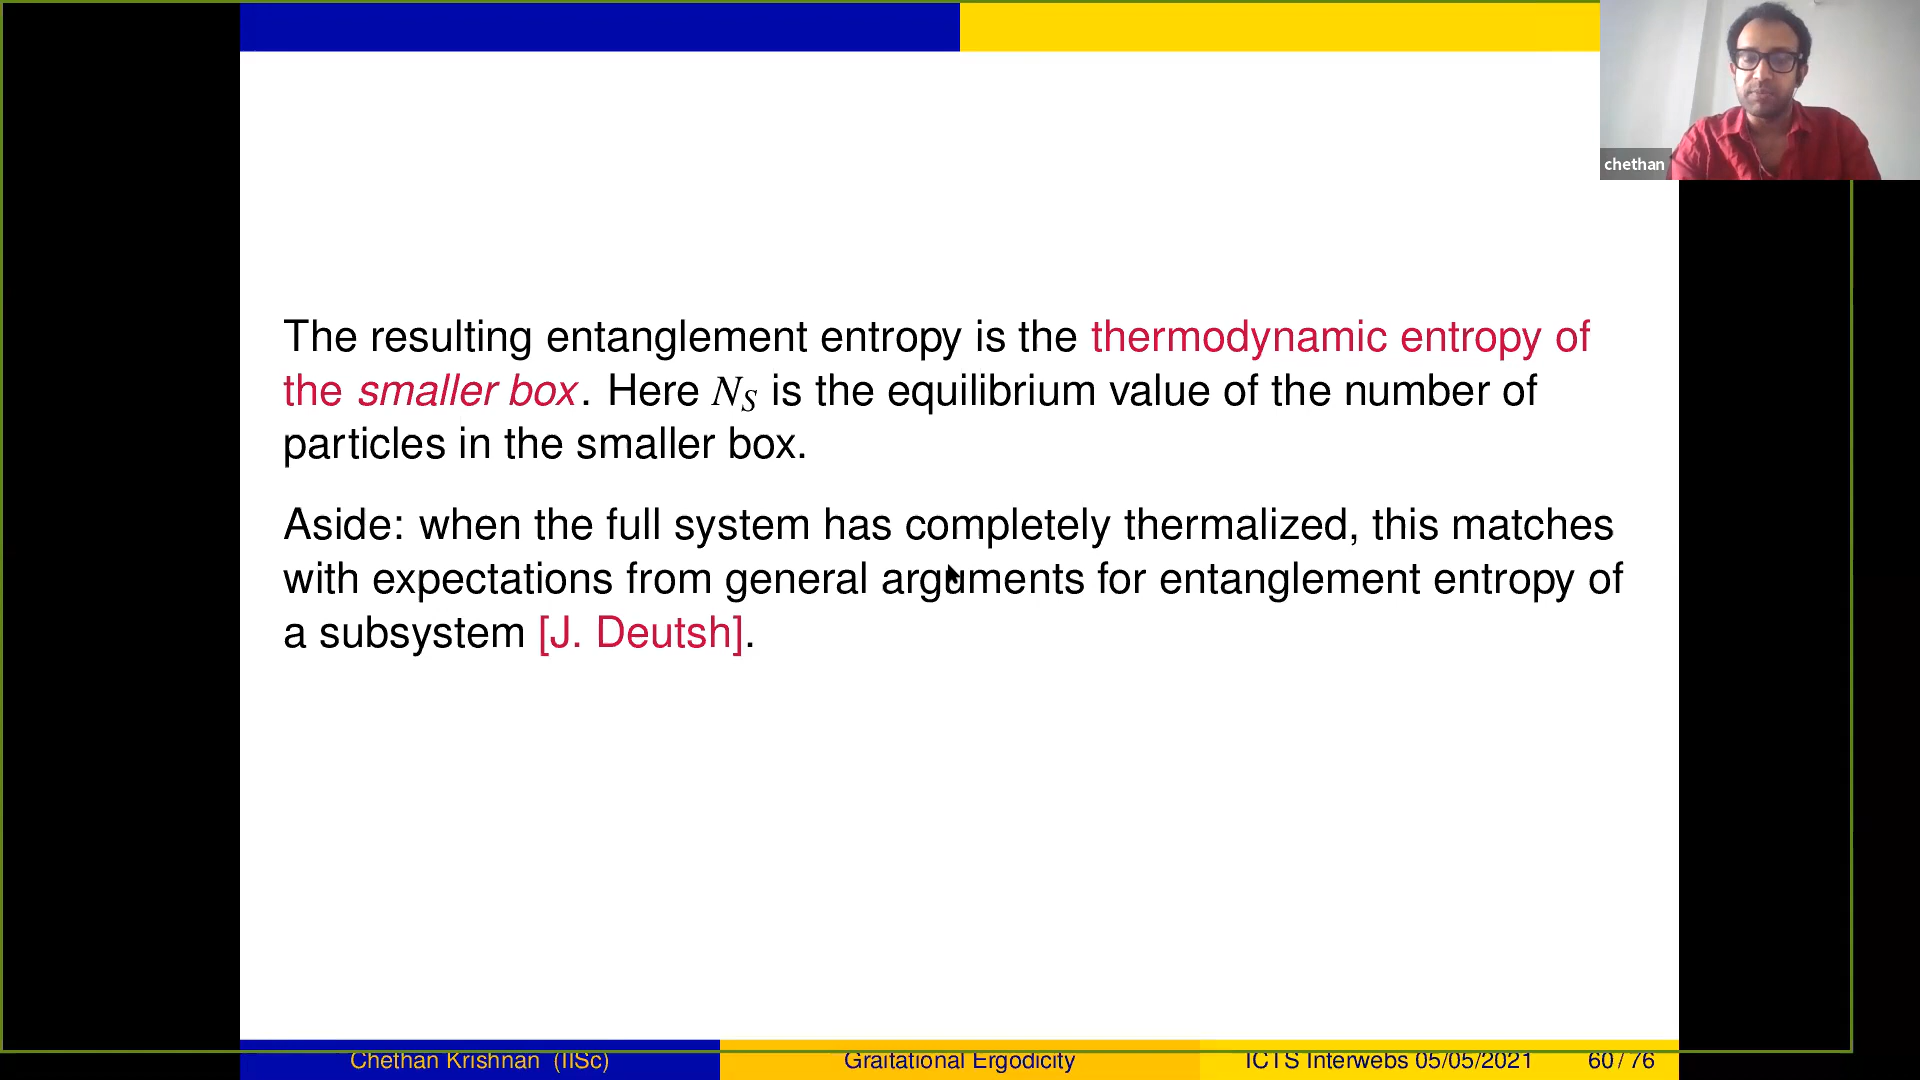 chethan
The resulting entanglement entropy is the thermodynamic entropy of
the smaller box. Here N_S is the equilibrium value of the number of
particles in the smaller box.
Aside: when the full system has completely thermalized, this matches
with expectations from general arguments for entanglement entropy of
a subsystem [J. Deutsh].
Chethan Krishnan (IISc) Graitational Ergodicity ICTS Interwebs 05/05/2021 60 / 76